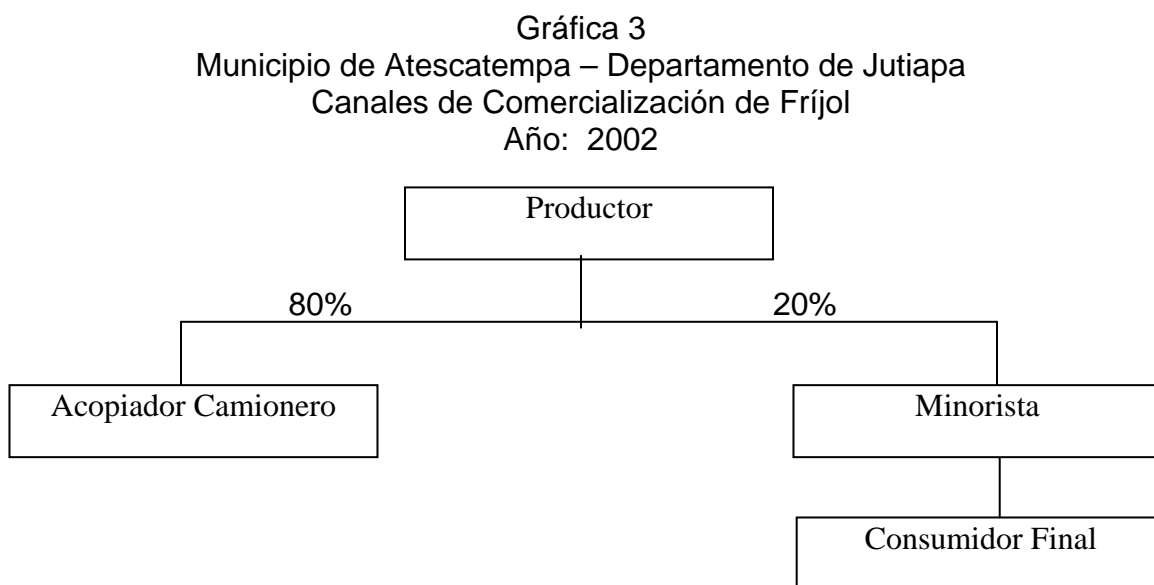 Gráfica 3
Municipio de Atescatempa – Departamento de Jutiapa
Canales de Comercialización de Fríjol
Año:  2002
Productor
80%
20%
Acopiador Camionero
Minorista
Consumidor Final